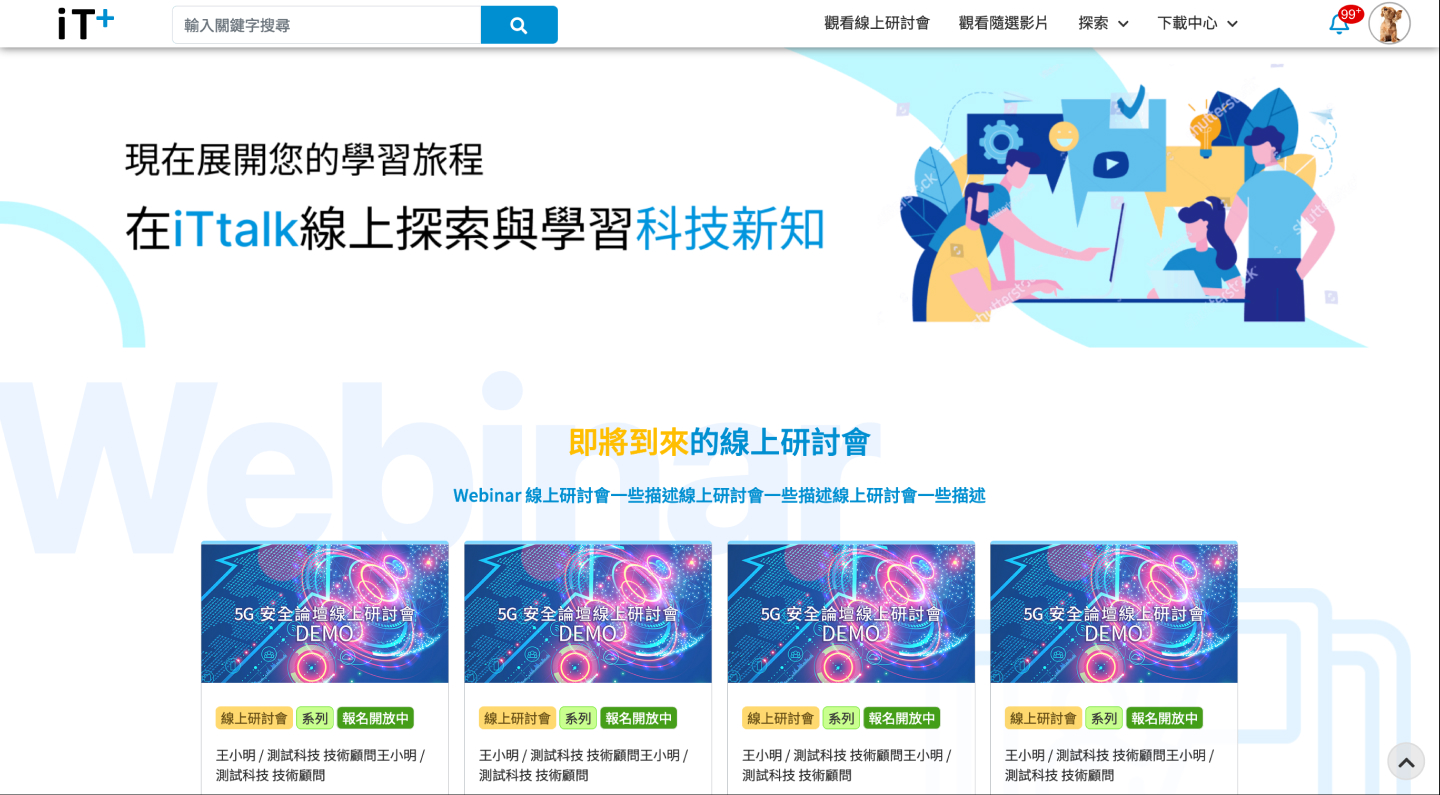 iT+
輸入關鍵字搜尋
觀看線上研討會 觀看隨選影片 探索 下載中心
99+
現在展開您的學習旅程
在iTtalk線上探索與學習科技新知
shutterstock
shutterstock
shutterstock
Webinar
即將到來的線上研討會
Webinar 線上研討會一些描述線上研討會一些描述線上研討會一些描述
5G 安全論壇線上研討會
DEMO
線上研討會 系列 報名開放中
王小明 / 測試科技 技術顧問王小明 /
測試科技 技術顧問
5G 安全論壇線上研討會
DEMO
線上研討會 系列 報名開放中
王小明 / 測試科技 技術顧問王小明 /
測試科技 技術顧問
5G 安全論壇線上研討會
DEMO
線上研討會 系列 報名開放中
王小明 / 測試科技 技術顧問王小明 /
測試科技 技術顧問
5G 安全論壇線上研討會
DEMO
線上研討會 系列 報名開放中
王小明 / 測試科技 技術顧問王小明 /
測試科技 技術顧問